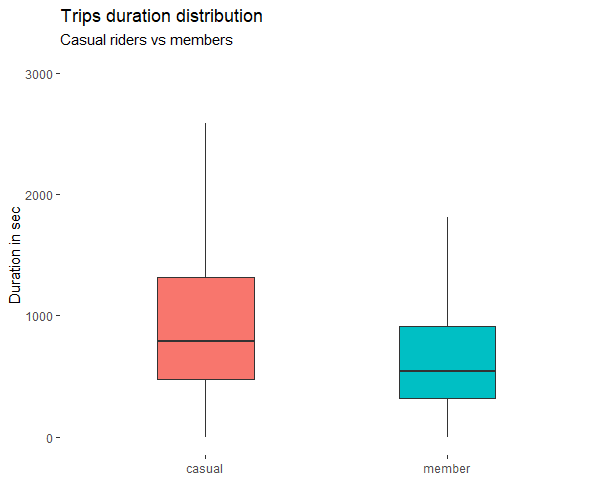 Trips duration distribution
Casual riders vs members
3000
2000
1000
0
Duration in sec
casual
member